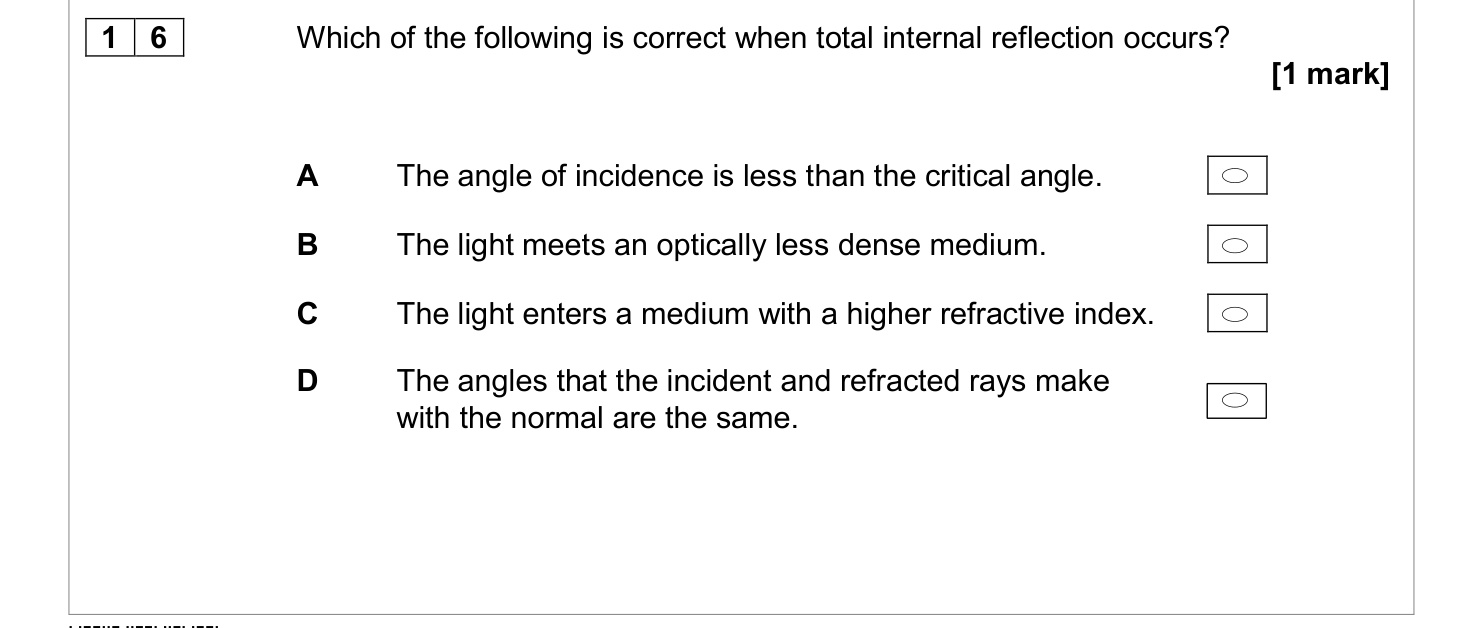 1 6 Which of the following is correct when total internal reflection occurs?
[1 mark]
A The angle of incidence is less than the critical angle.
B The light meets an optically less dense medium.
C The light enters a medium with a higher refractive index.
D The angles that the incident and refracted rays make
with the normal are the same.